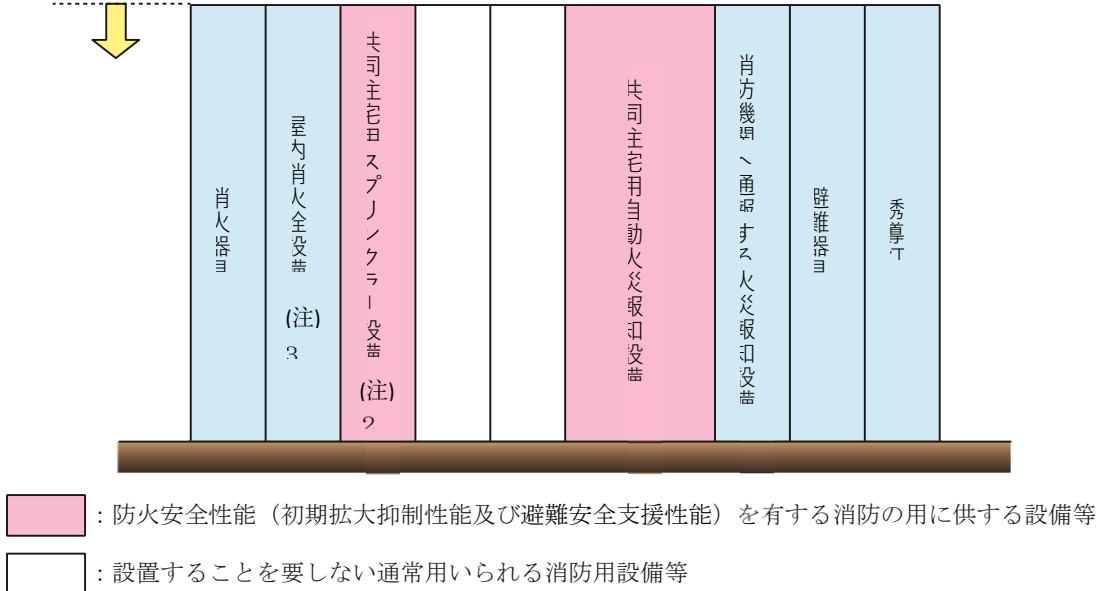 消火器具
屋内消火栓設備
(注)
3
共同住宅用スプリンクラー設備
(注)
2
共同住宅用自動火災報知設備
消防機関へ通報する火災報知設備
避難器具
誘導灯
：防火安全性能（初期拡大抑制性能及び避難安全支援性能）を有する消防の用に供する設備等
：設置することを要しない通常用いられる消防用設備等